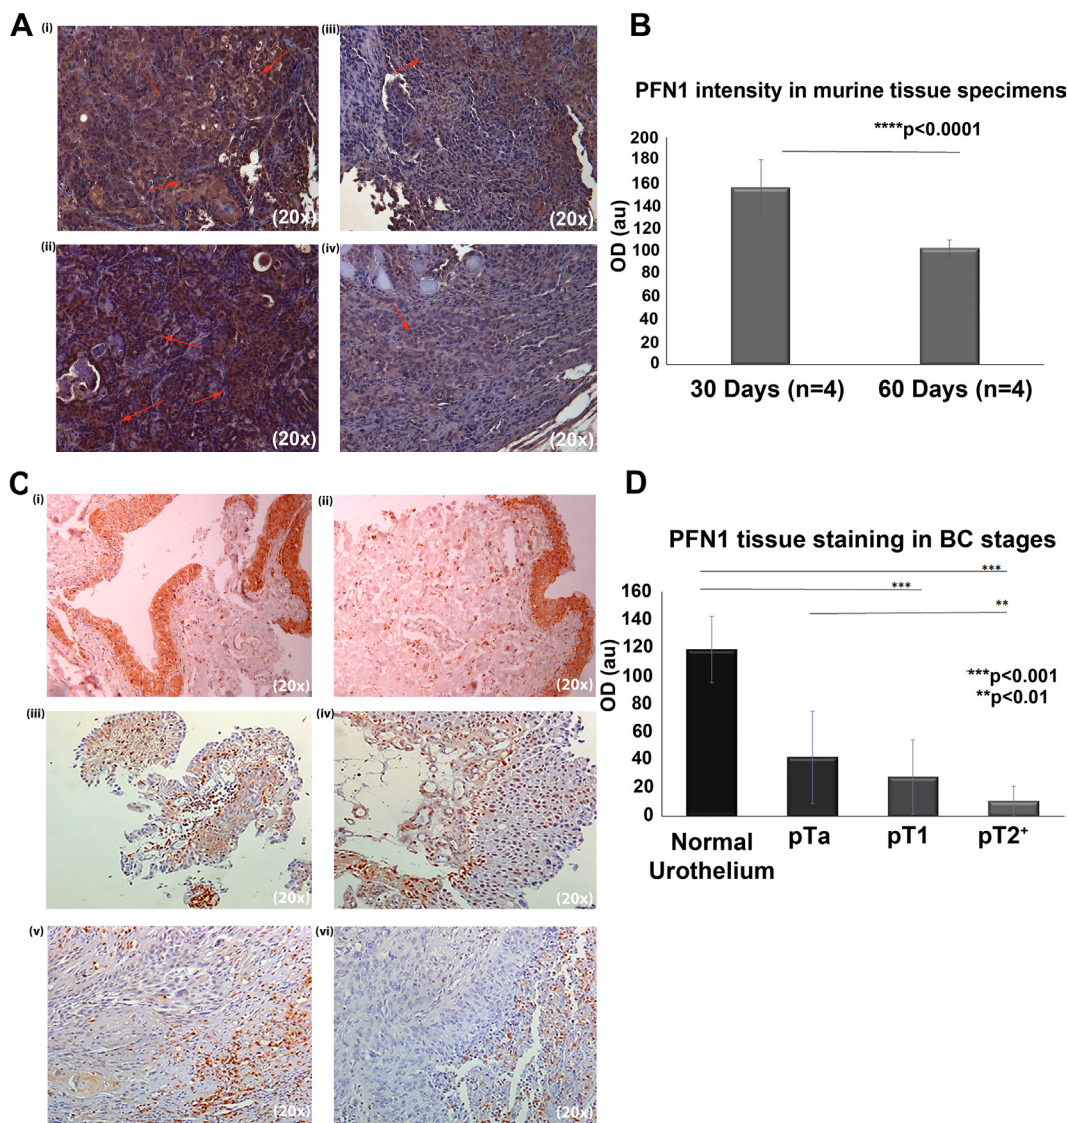 A
(i)
(20x)
(iii)
(20x)
(ii)
(20x)
(iv)
(20x)
B
PFN1 intensity in murine tissue specimens
****p<0.0001
OD (au)
200
180
160
140
120
100
80
60
40
20
0
30 Days (n=4)
60 Days (n=4)
C
(i)
(20x)
(ii)
(20x)
(iii)
(20x)
(iv)
(20x)
(v)
(20x)
(vi)
(20x)
D
PFN1 tissue staining in BC stages
***
***
**
***p<0.001
**p<0.01
OD (au)
160
140
120
100
80
60
40
20
0
Normal
Urothelium
pTa
pT1
pT2⁺